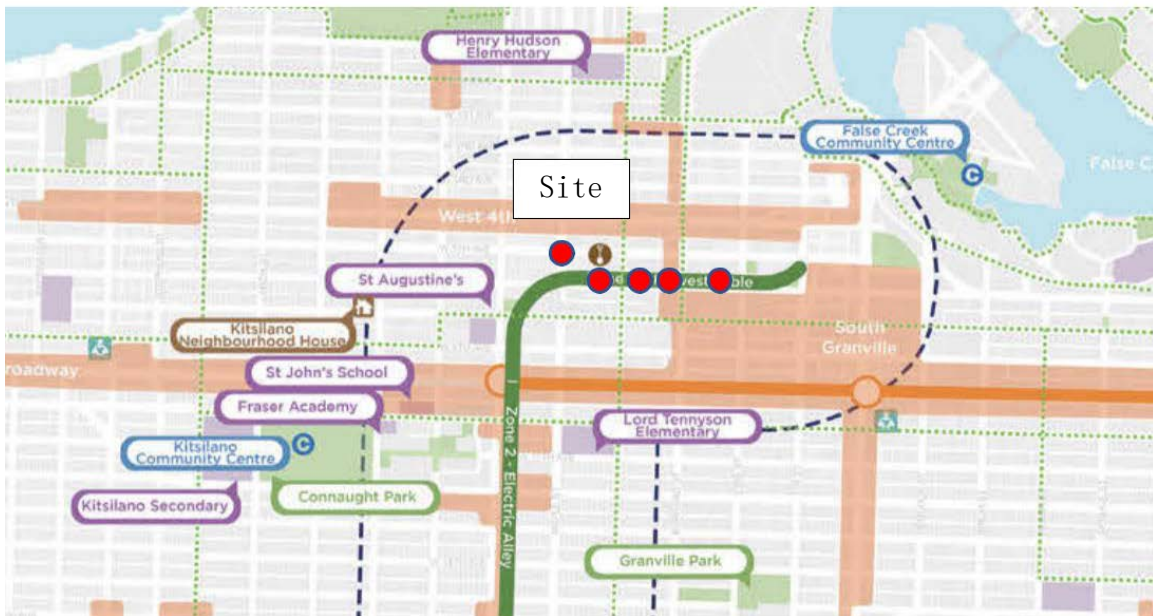 Henry Hudson
Elementary
False Creek
Community Centre
C
Site
False C
West 4th
St Augustine's
Kitsilano
Neighbourhood House
South
Granville
roadway
St John's School
Fraser Academy
Lord Tennyson
Elementary
Kitsilano
Community Centre
C
Connaught Park
Kitsilano Secondary
Zone 2 - Electric Alley
Granville Park